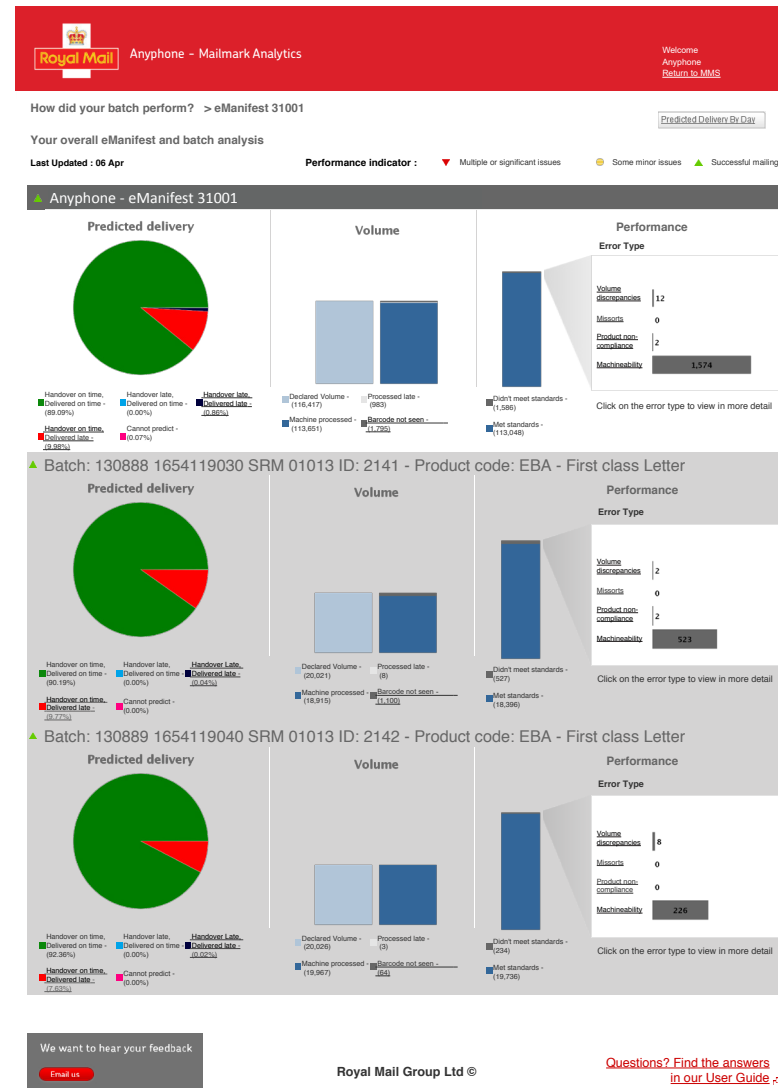 Royal Mail
Anyphone - Mailmark Analytics
Welcome
Anyphone
Return to MMS
How did your batch perform? > eManifest 31001
Predicted Delivery By Day
Your overall eManifest and batch analysis
Last Updated : 06 Apr
Performance indicator :
Multiple or significant issues
Some minor issues
Successful mailing
Anyphone - eManifest 31001
Predicted delivery
Volume
Performance
Error Type
Volume
discrepancies
12
Missorts
0
Product non-
compliance
2
Machineability
1,574
Handover on time,
Delivered on time -
(89.09%)
Handover late,
Delivered on time -
(0.00%)
Handover late,
Delivered late -
(0.86%)
Handover on time,
Delivered late -
(9.98%)
Cannot predict -
(0.07%)
Declared Volume -
(116,417)
Processed late -
(983)
Machine processed -
(113,651)
Barcode not seen -
(1,795)
Didn't meet standards -
(1,586)
Met standards -
(113,048)
Click on the error type to view in more detail
Batch: 130888 1654119030 SRM 01013 ID: 2141 - Product code: EBA - First class Letter
Predicted delivery
Volume
Performance
Error Type
Volume
discrepancies
2
Missorts
0
Product non-
compliance
2
Machineability
523
Handover on time,
Delivered on time -
(90.19%)
Handover late,
Delivered on time -
(0.00%)
Handover Late,
Delivered late -
(0.04%)
Handover on time,
Delivered late -
(9.77%)
Cannot predict -
(0.00%)
Declared Volume -
(20,021)
Processed late -
(8)
Machine processed -
(18,915)
Barcode not seen -
(1,100)
Didn't meet standards -
(527)
Met standards -
(18,396)
Click on the error type to view in more detail
Batch: 130889 1654119040 SRM 01013 ID: 2142 - Product code: EBA - First class Letter
Predicted delivery
Volume
Performance
Error Type
Volume
discrepancies
8
Missorts
0
Product non-
compliance
0
Machineability
226
Handover on time,
Delivered on time -
(92.36%)
Handover late,
Delivered on time -
(0.00%)
Handover Late,
Delivered late -
(0.02%)
Handover on time,
Delivered late -
(7.63%)
Cannot predict -
(0.00%)
Declared Volume -
(20,026)
Processed late -
(3)
Machine processed -
(19,967)
Barcode not seen -
(64)
Didn't meet standards -
(234)
Met standards -
(19,736)
Click on the error type to view in more detail
We want to hear your feedback
Email us
Royal Mail Group Ltd ©
Questions? Find the answers
in our User Guide